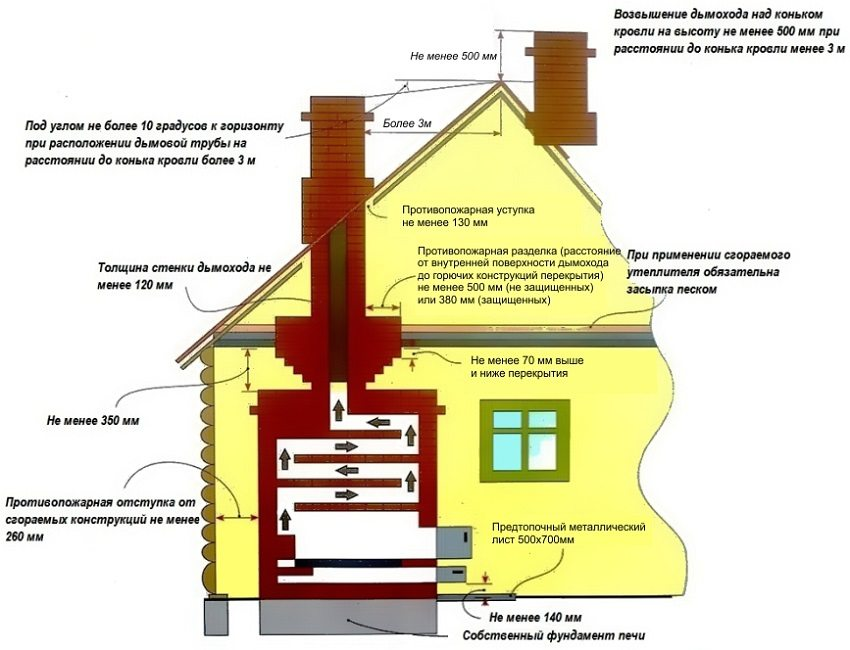 Возвышение дымохода над коньком
кровли на высоту не менее 500 мм при
расстоянии до конька кровли менее 3 м
Не менее 500 мм
Более 3м
Под углом не более 10 градусов к горизонту
при расположении дымовой трубы на
расстоянии до конька кровли более 3 м
Противопожарная уступка
не менее 130 мм
Противопожарная разделка (расстояние
от внутренней поверхности дымохода
до горючих конструкций перекрытия)
не менее 500 мм (не защищенных)
или 380 мм (защищенных)
При применении сгораемого
утеплителя обязательна
засыпка песком
Толщина стенки дымохода не
менее 120 мм
Не менее 70 мм выше
и ниже перекрытия
Не менее 350 мм
Противопожарная отступка от
сгораемых конструкций не менее
260 мм
Предтопочный металлический
лист 500х700мм
Не менее 140 мм
Собственный фундамент печи